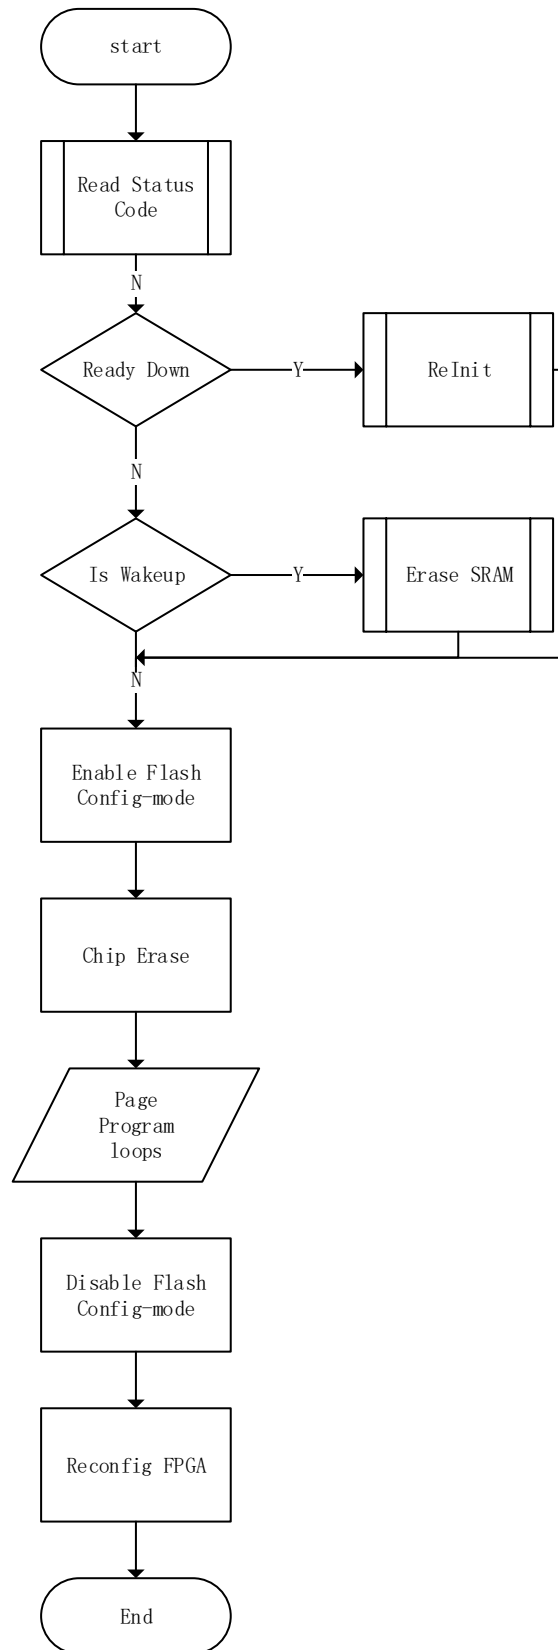 start
Read Status
Code
N
Ready Down
Y
ReInit
N
Is Wakeup
Y
Erase SRAM
N
Enable Flash
Config-mode
Chip Erase
Page
Program
loops
Disable Flash
Config-mode
Reconfig FPGA
End